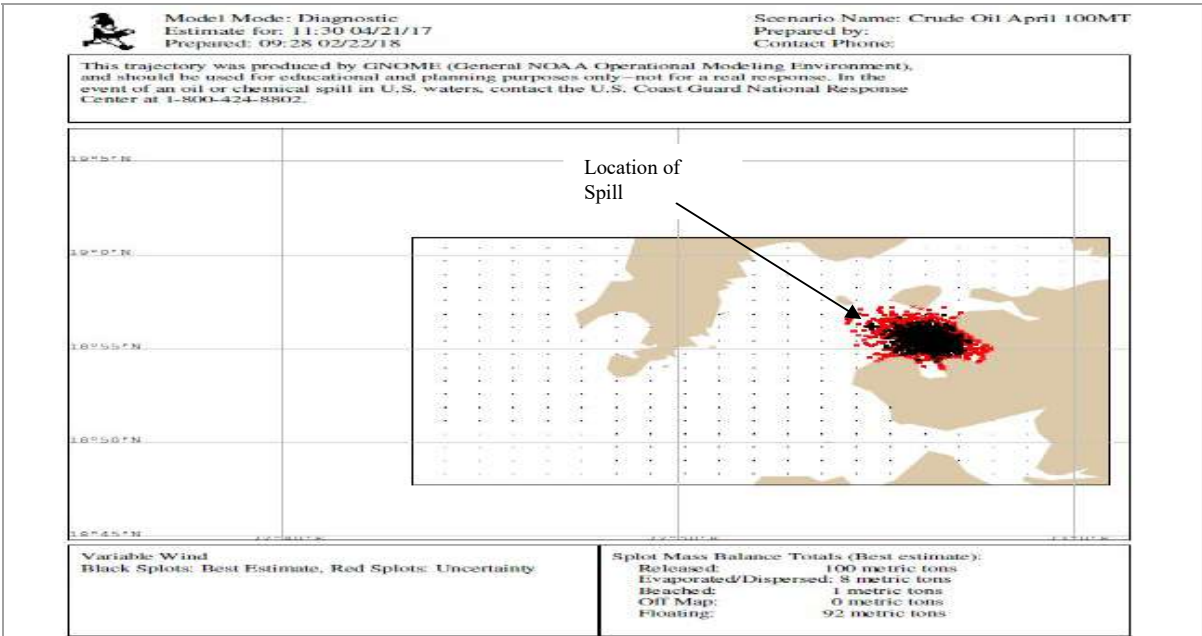 Model Mode: Diagnostic
Estimate for: 11:30 04/21/17
Prepared: 09:28 02/22/18
Scenario Name: Crude Oil April 100MT
Prepared by:
Contact Phone:
This trajectory was produced by GNOME (General NOAA Operational Modeling Environment),
and should be used for educational and planning purposes only--not for a real response. In the
event of an oil or chemical spill in U.S. waters, contact the U.S. Coast Guard National Response
Center at 1-800-424-8802.
Location of
Spill
19°5' N
19°0' N
18°55' N
18°50' N
18°45' N
Variable Wind
Black Splots: Best Estimate, Red Splots: Uncertainty
Splot Mass Balance Totals (Best estimate):
Released: 100 metric tons
Evaporated/Dispersed: 8 metric tons
Beached: 1 metric tons
Off Map: 0 metric tons
Floating: 92 metric tons